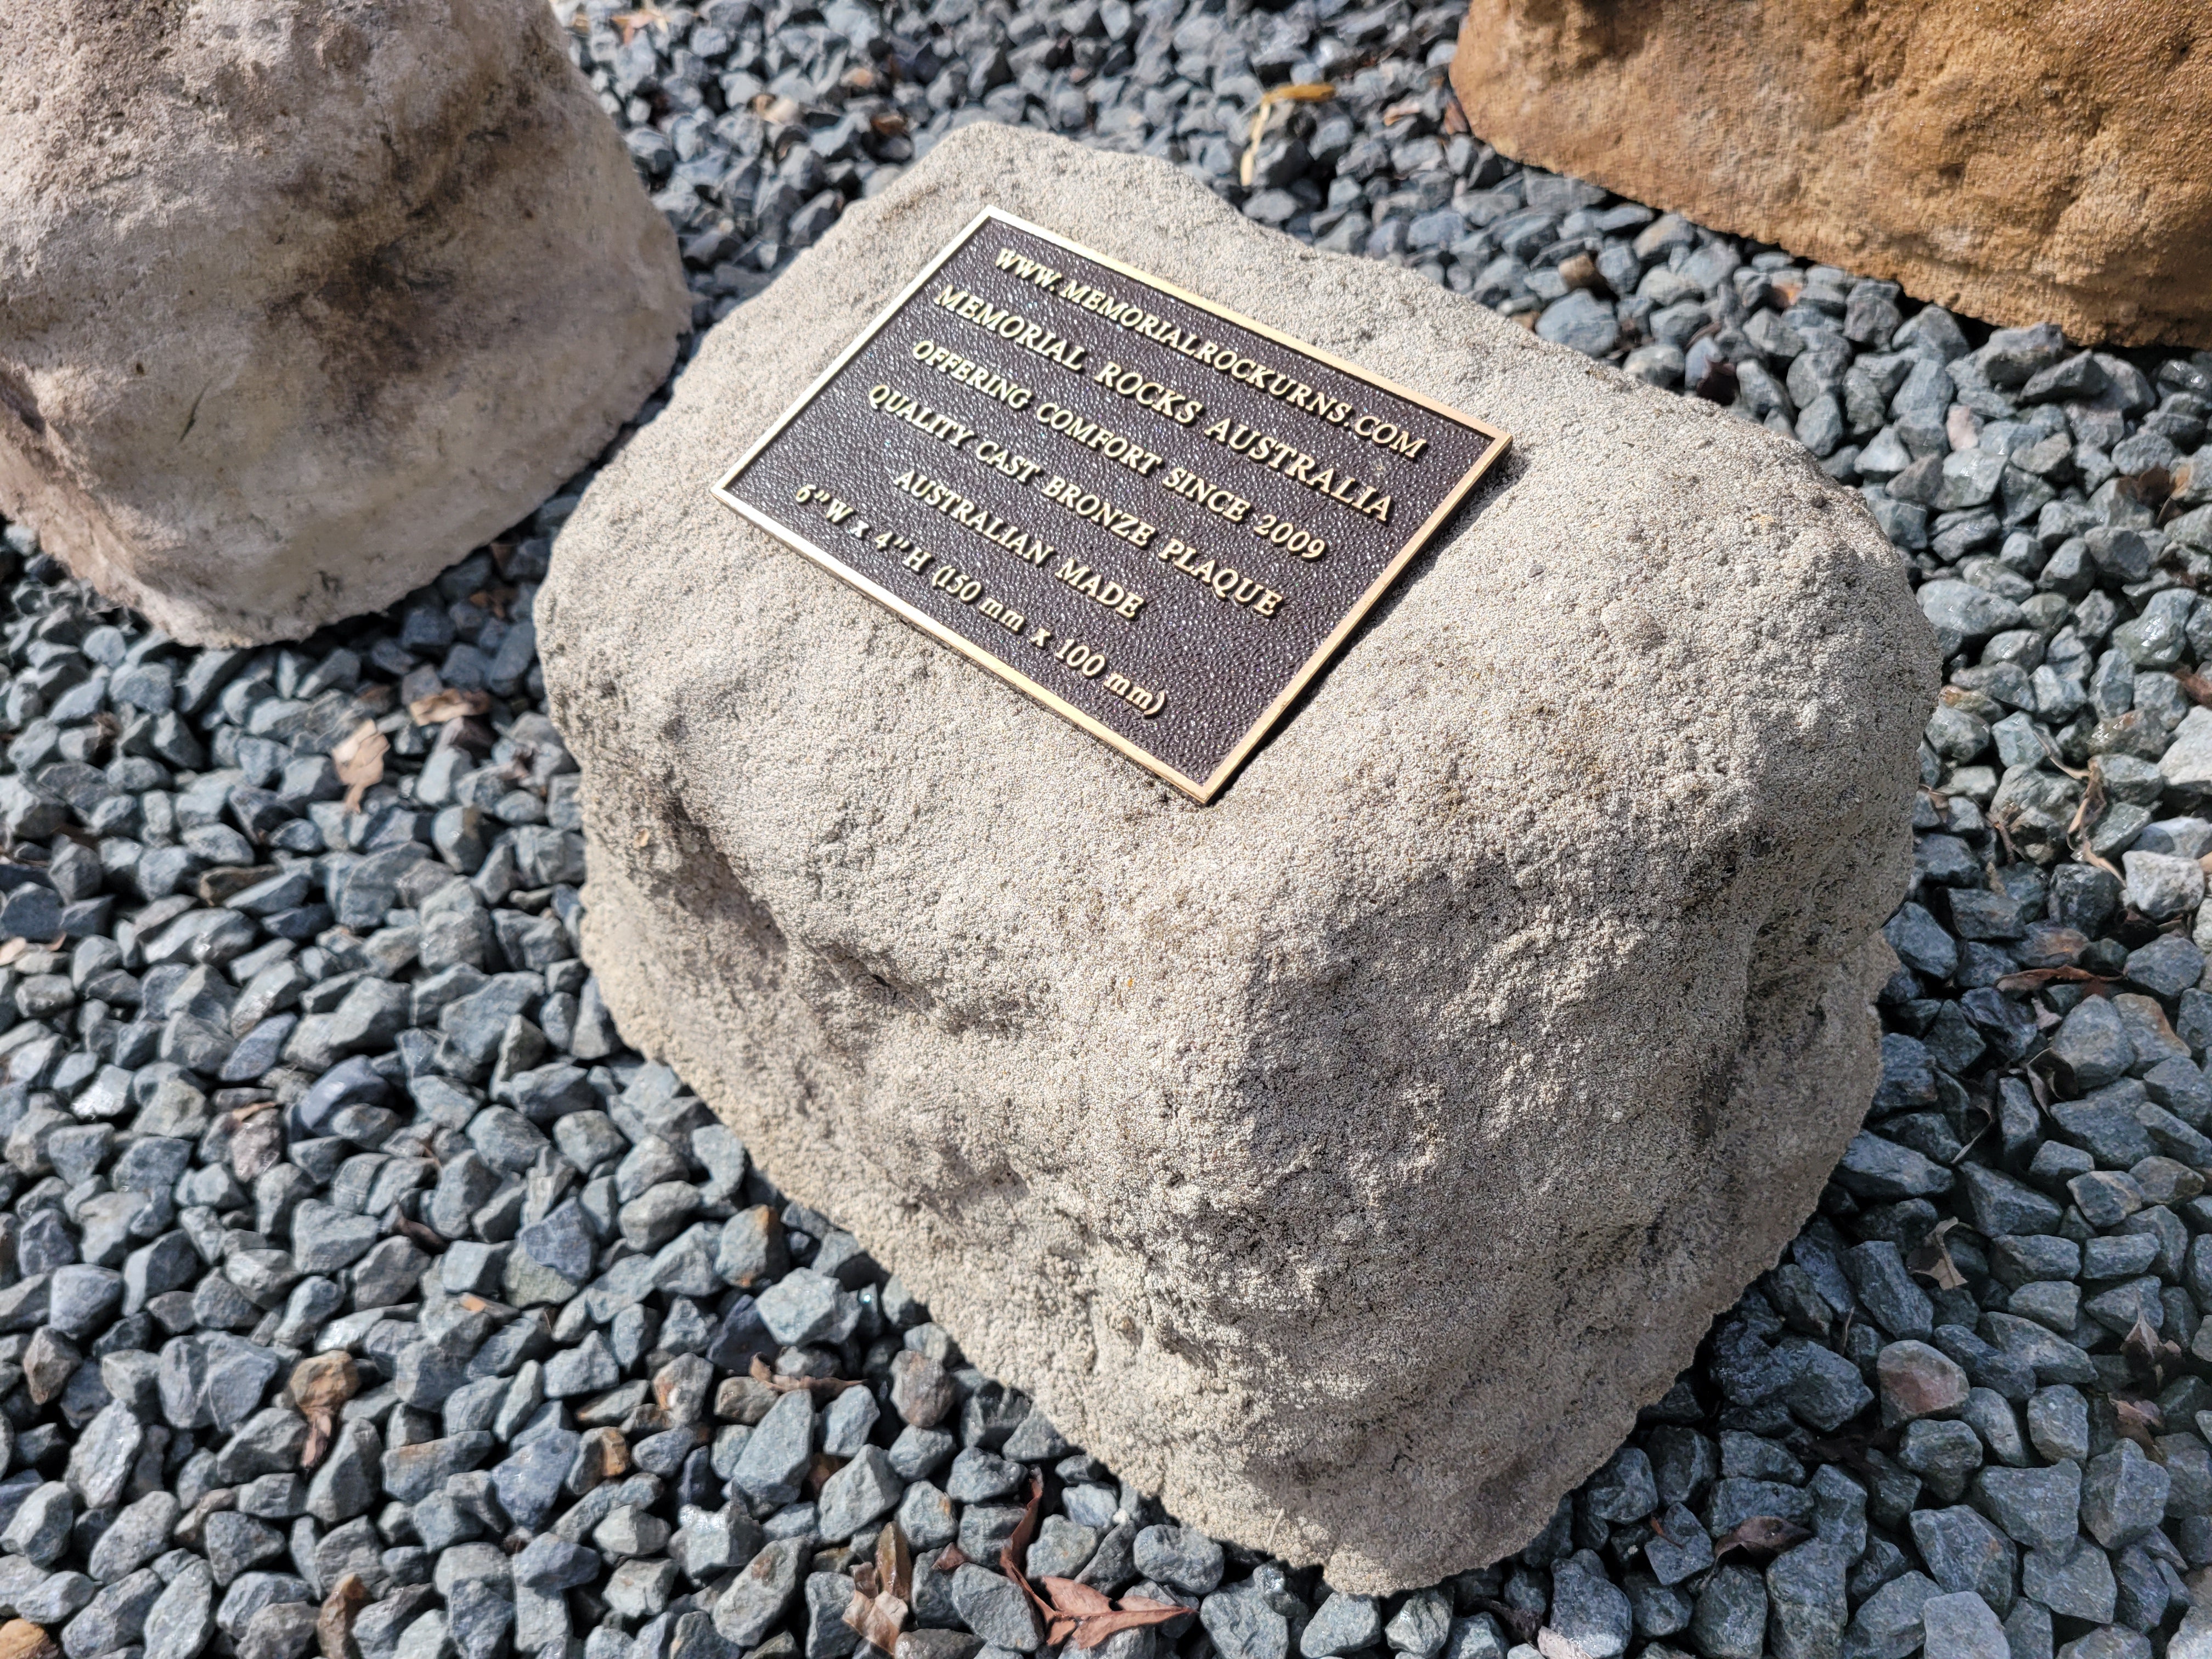 WWW.MEMORIALROCKURNS.COM
MEMORIAL ROCKS AUSTRALIA
OFFERING COMFORT SINCE 2009
QUALITY CAST BRONZE PLAQUE
AUSTRALIAN MADE
6"W x 4"H (150 mm x 100 mm)